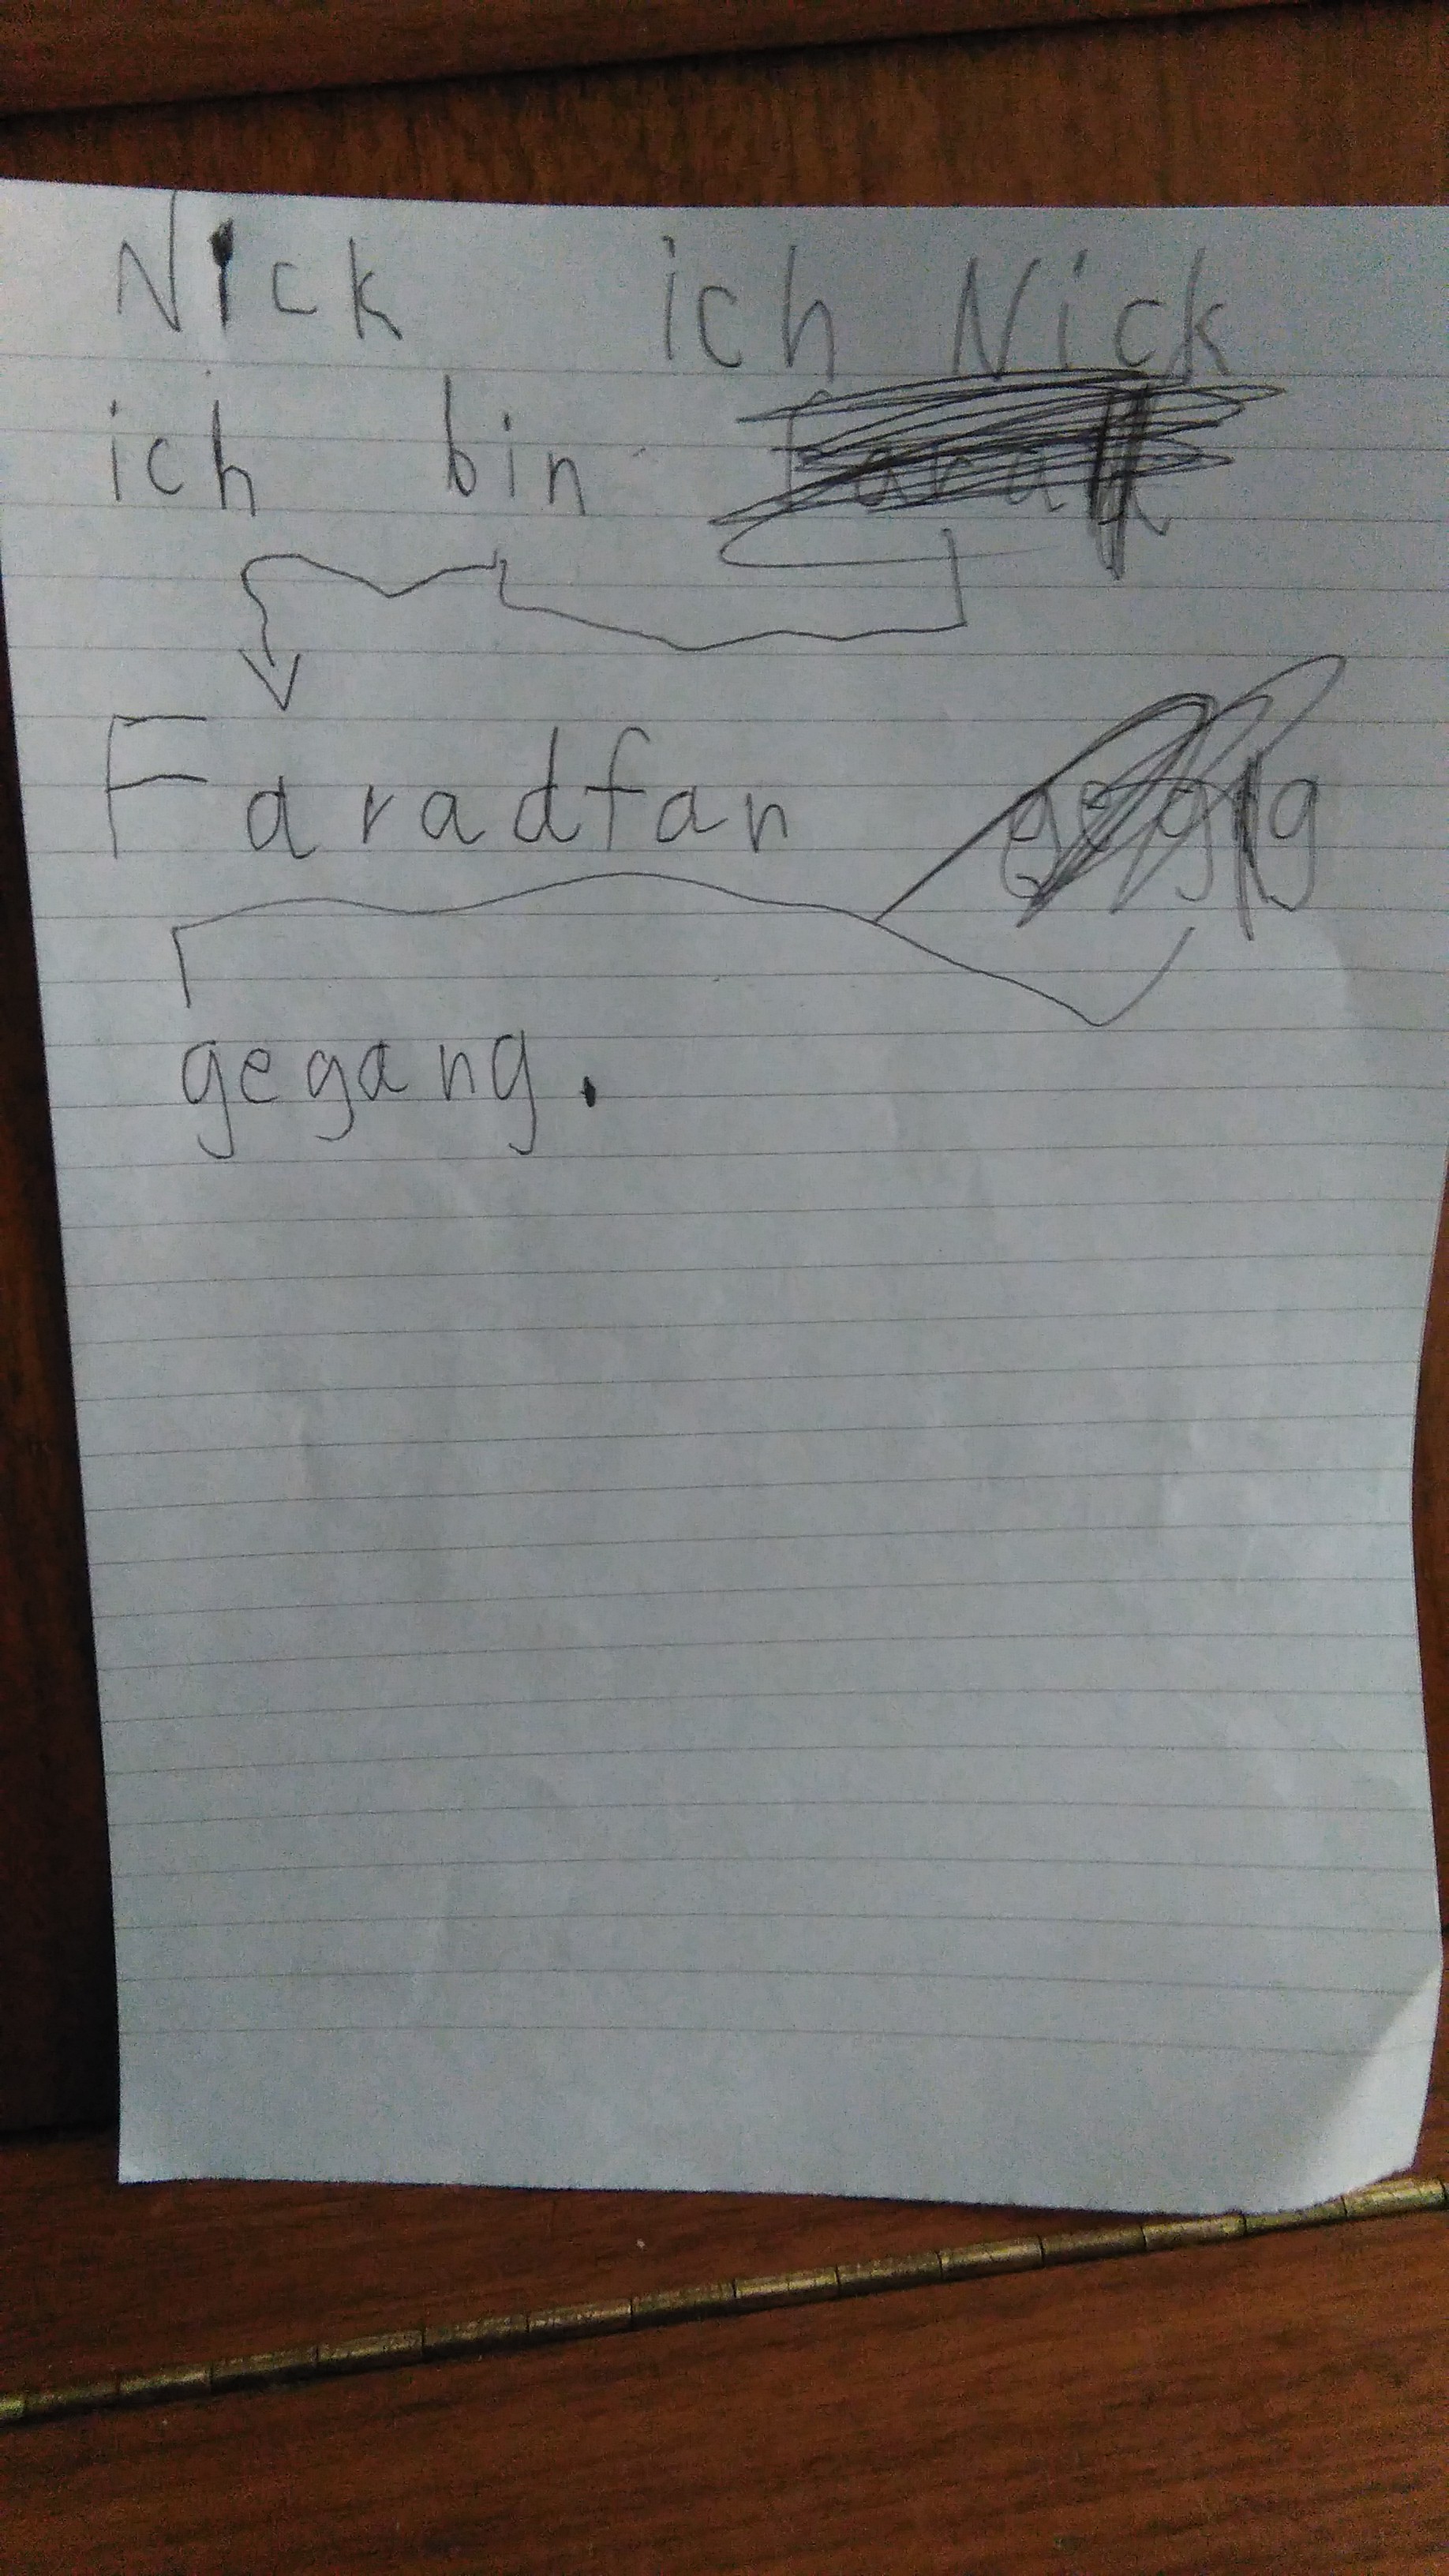 Nick ich Nick
ich bin
Faradfan
gegang.